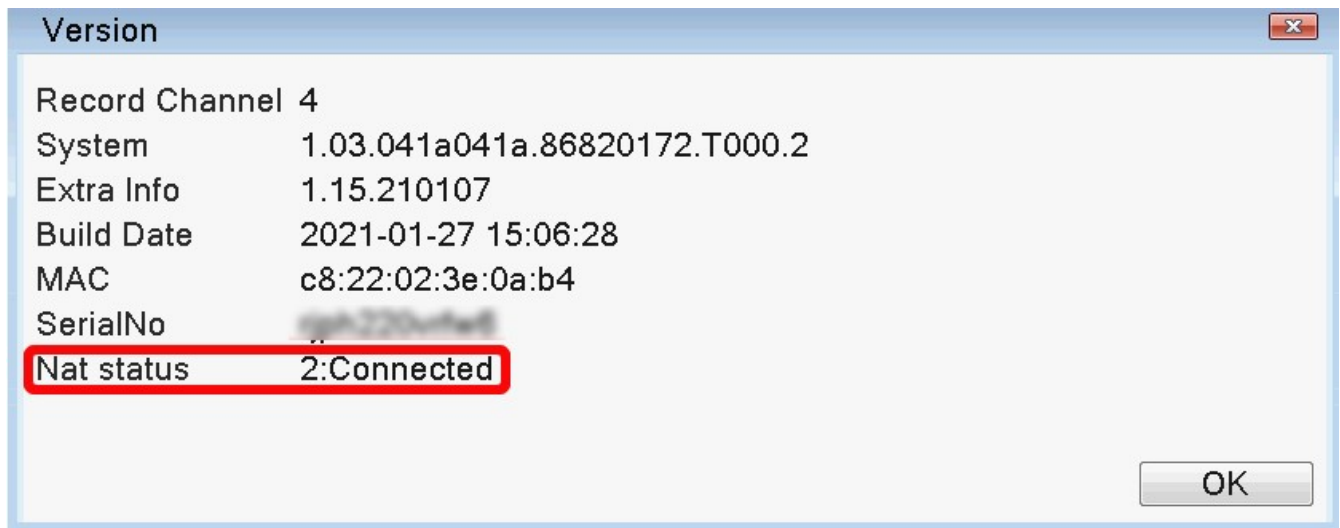 Version
Record Channel 4
System 1.03.041a041a.86820172.T000.2
Extra Info 1.15.210107
Build Date 2021-01-27 15:06:28
MAC c8:22:02:3e:0a:b4
SerialNo
Nat status 2:Connected
OK